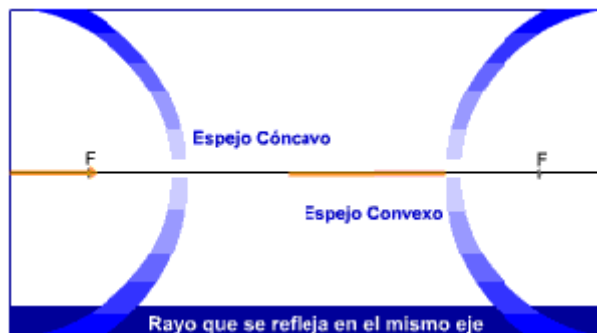 Espejo Cóncavo
F
F
Espejo Convexo
Rayo que se refleja en el mismo eje